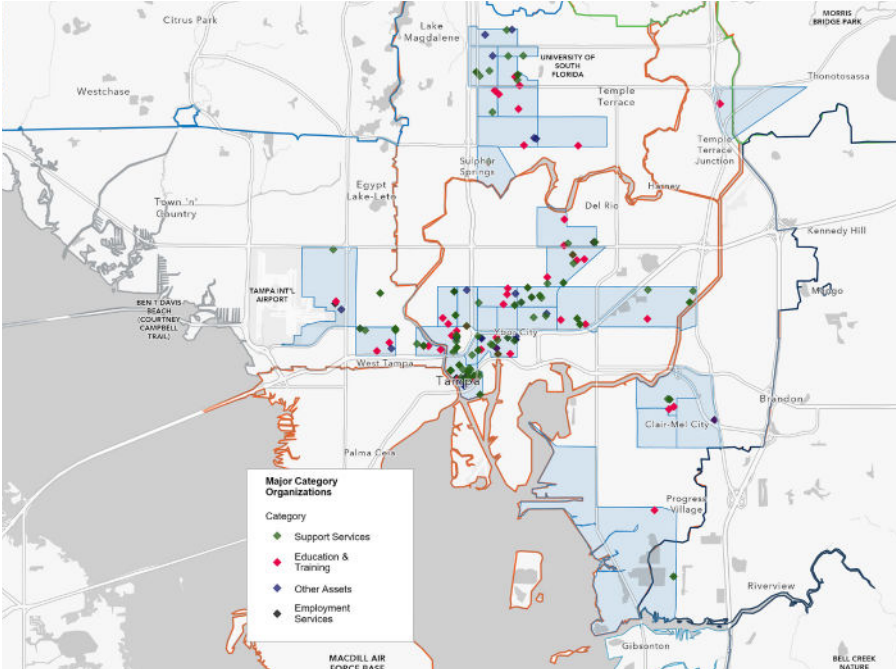 Citrus Park
Lake
Magdalene
MORRIS
BRIDGE PARK
UNIVERSITY OF
SOUTH
FLORIDA
Westchase
Temple
Terrace
Thonotosassa
Temple
Terrace
Junction
Sulphur
Springs
Egypt
Lake-Leto
Harney
Town 'n'
Country
Del Rio
Kennedy Hill
TAMPA INT'L
AIRPORT
BEN T DAVIS
BEACH
(COURTNEY
CAMPBELL
TRAIL)
Mango
Ybor City
West Tampa
Tampa
Brandon
Clair-Mel City
Palma Ceia
Major Category
Organizations
Category
Support Services
Education &
Training
Other Assets
Employment
Services
Progress
Village
Riverview
Gibsonton
MACDILL AIR
FORCE BASE
BELL CREEK
NATURE